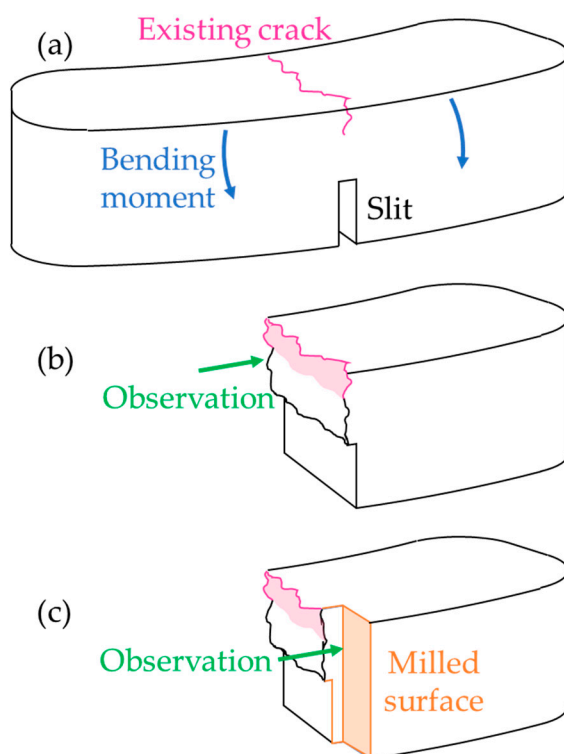 (a)
Existing crack
Bending
moment
Slit
(b)
Observation
(c)
Observation
Milled
surface